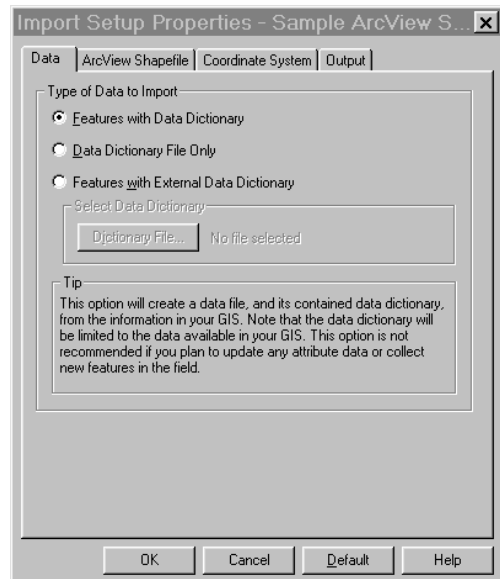 Import Setup Properties - Sample ArcView S...
Data
ArcView Shapefile
Coordinate System
Output
Type of Data to Import
Features with Data Dictionary
Data Dictionary File Only
Features with External Data Dictionary
Select Data Dictionary
Dictionary File...
No file selected
Tip
This option will create a data file, and its contained data dictionary,
from the information in your GIS. Note that the data dictionary will
be limited to the data available in your GIS. This option is not
recommended if you plan to update any attribute data or collect
new features in the field.
OK
Cancel
Default
Help